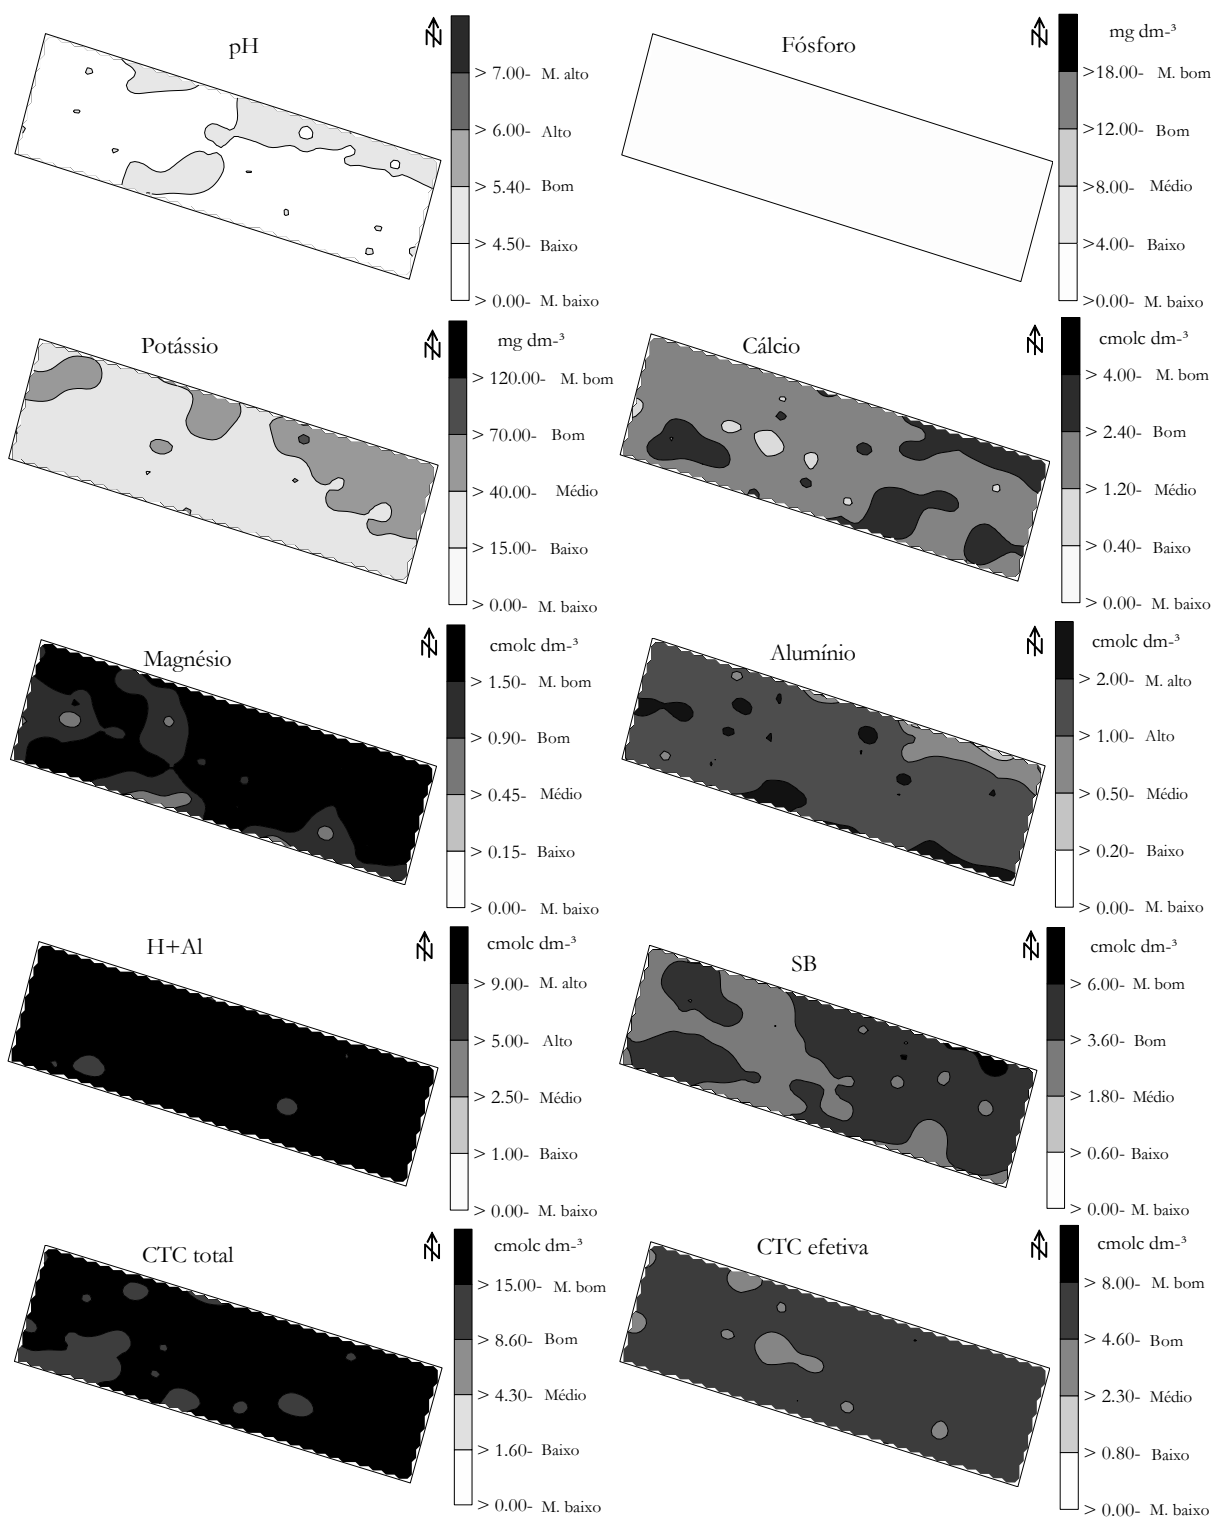 pH
N
> 7.00- M. alto
> 6.00- Alto
> 5.40- Bom
> 4.50- Baixo
> 0.00- M. baixo
Fósforo
N
mg dm-³
>18.00- M. bom
>12.00- Bom
>8.00- Médio
>4.00- Baixo
>0.00- M. baixo
Potássio
N
mg dm-³
> 120.00- M. bom
> 70.00- Bom
> 40.00- Médio
> 15.00- Baixo
> 0.00- M. baixo
Cálcio
N
cmolc dm-³
> 4.00- M. bom
> 2.40- Bom
> 1.20- Médio
> 0.40- Baixo
> 0.00- M. baixo
Magnésio
N
cmolc dm-³
> 1.50- M. bom
> 0.90- Bom
> 0.45- Médio
> 0.15- Baixo
> 0.00- M. baixo
Alumínio
N
cmolc dm-³
> 2.00- M. alto
> 1.00- Alto
> 0.50- Médio
> 0.20- Baixo
> 0.00- M. baixo
H+Al
N
cmolc dm-³
> 9.00- M. alto
> 5.00- Alto
> 2.50- Médio
> 1.00- Baixo
> 0.00- M. baixo
SB
N
cmolc dm-³
> 6.00- M. bom
> 3.60- Bom
> 1.80- Médio
> 0.60- Baixo
> 0.00- M. baixo
CTC total
N
cmolc dm-³
> 15.00- M. bom
> 8.60- Bom
> 4.30- Médio
> 1.60- Baixo
> 0.00- M. baixo
CTC efetiva
N
cmolc dm-³
> 8.00- M. bom
> 4.60- Bom
> 2.30- Médio
> 0.80- Baixo
> 0.00- M. baixo